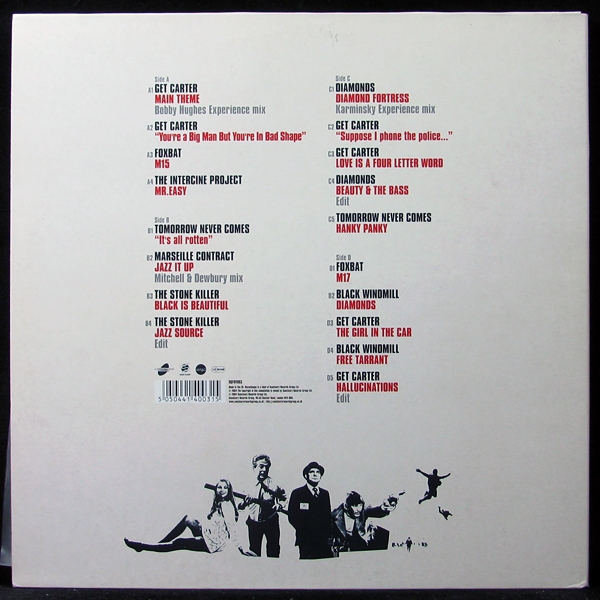 Side A
A1 GET CARTER
MAIN THEME
Bobby Hughes Experience mix
A2 GET CARTER
"You're a Big Man But You're In Bad Shape"
A3 FOXBAT
M15
A4 THE INTERCINE PROJECT
MR.EASY
Side B
B1 TOMORROW NEVER COMES
"It's all rotten"
B2 MARSEILLE CONTRACT
JAZZ IT UP
Mitchell & Dewbury mix
B3 THE STONE KILLER
BLACK IS BEAUTIFUL
B4 THE STONE KILLER
JAZZ SOURCE
Edit
Side C
C1 DIAMONDS
DIAMOND FORTRESS
Karminsky Experience mix
C2 GET CARTER
"Suppose I phone the police..."
C3 GET CARTER
LOVE IS A FOUR LETTER WORD
C4 DIAMONDS
BEAUTY & THE BASS
Edit
C5 TOMORROW NEVER COMES
HANKY PANKY
Side D
D1 FOXBAT
M17
D2 BLACK WINDMILL
DIAMONDS
D3 GET CARTER
THE GIRL IN THE CAR
D4 BLACK WINDMILL
FREE TARRANT
D5 GET CARTER
HALLUCINATIONS
Edit
5 050441 400315